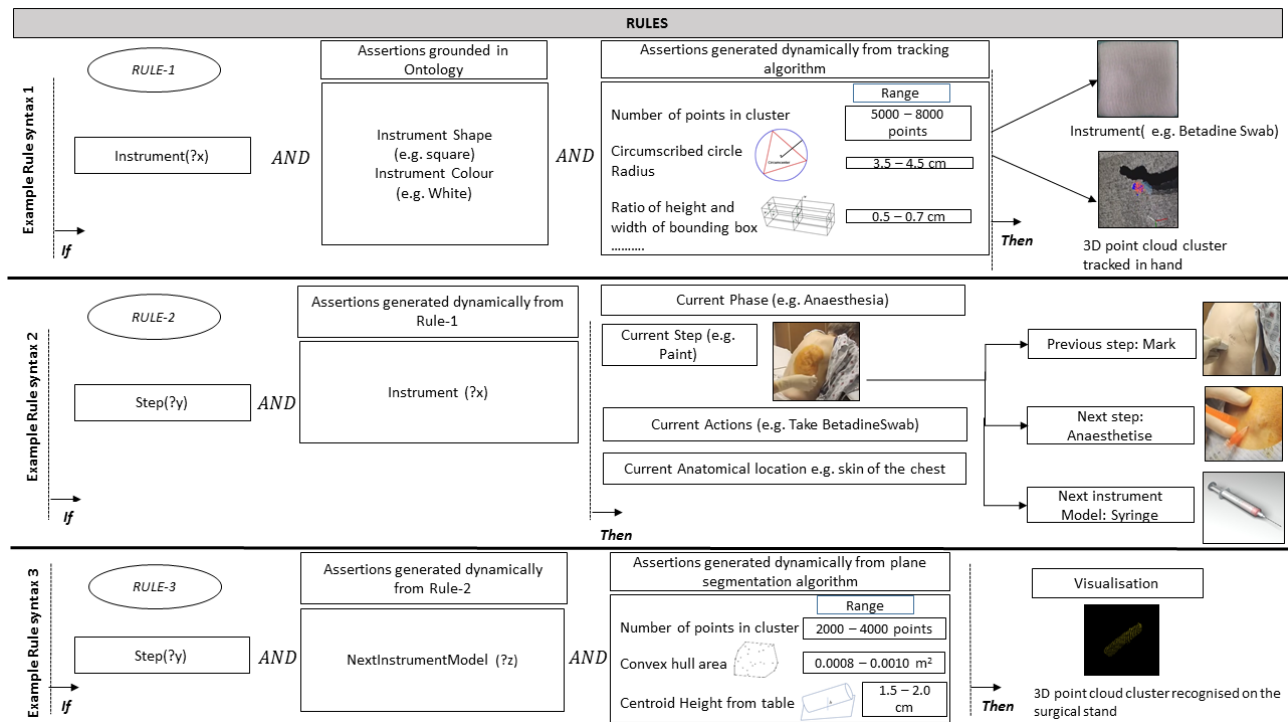 RULES
Example Rule syntax 1
RULE-1
Instrument(?x)
If
AND
Assertions grounded in
Ontology
Instrument Shape
(e.g. square)
Instrument Colour
(e.g. White)
AND
Assertions generated dynamically from tracking
algorithm
Range
Number of points in cluster
5000 – 8000
points
Circumscribed circle
Radius
3.5 – 4.5 cm
Ratio of height and
width of bounding box
0.5 – 0.7 cm
..........
Then
Instrument( e.g. Betadine Swab)
3D point cloud cluster
tracked in hand
Example Rule syntax 2
RULE-2
Step(?y)
If
AND
Assertions generated dynamically from
Rule-1
Instrument (?x)
Then
Current Phase (e.g. Anaesthesia)
Current Step (e.g.
Paint)
Current Actions (e.g. Take BetadineSwab)
Current Anatomical location e.g. skin of the chest
Previous step: Mark
Next step:
Anaesthetise
Next instrument
Model: Syringe
Example Rule syntax 3
RULE-3
Step(?y)
If
AND
Assertions generated dynamically
from Rule-2
NextInstrumentModel (?z)
AND
Assertions generated dynamically from plane
segmentation algorithm
Range
Number of points in cluster
2000 – 4000 points
Convex hull area
0.0008 – 0.0010 m²
Centroid Height from table
1.5 – 2.0
cm
Then
Visualisation
3D point cloud cluster recognised on the
surgical stand